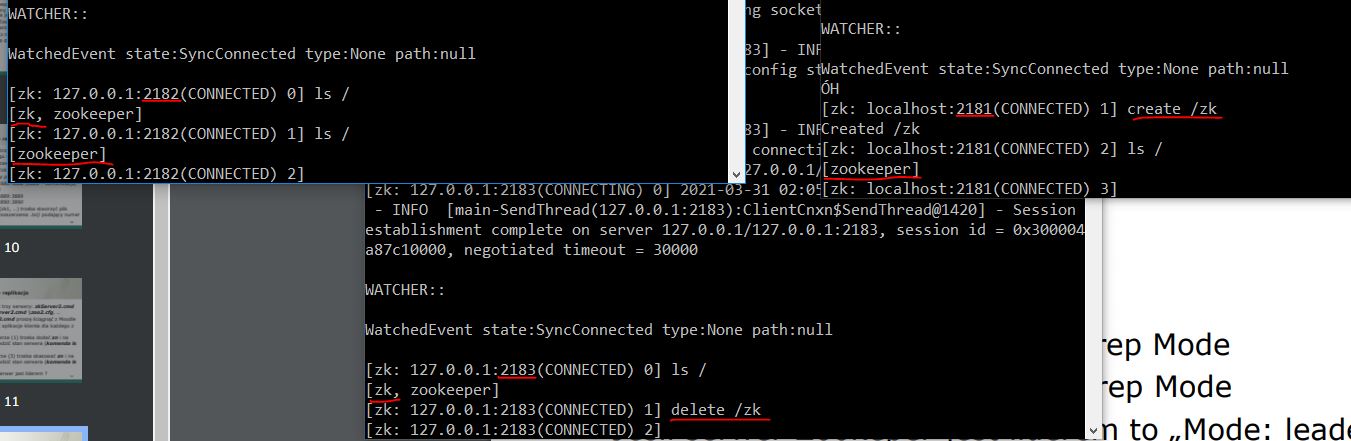 WATCHER::
WatchedEvent state:SyncConnected type:None path:null
[zk: 127.0.0.1:2182(CONNECTED) 0] ls /
[zk, zookeeper]
[zk: 127.0.0.1:2182(CONNECTED) 1] ls /
[zookeeper]
[zk: 127.0.0.1:2182(CONNECTED) 2]
ng socket
83] - INF
config st
83] - INF
connecti
27.0.0.1/
WATCHER::
WatchedEvent state:SyncConnected type:None path:null
ÓH
[zk: localhost:2181(CONNECTED) 1] create /zk
Created /zk
[zk: localhost:2181(CONNECTED) 2] ls /
[zookeeper]
[zk: localhost:2181(CONNECTED) 3]
[zk: 127.0.0.1:2183(CONNECTING) 0] 2021-03-31 02:05
- INFO [main-SendThread(127.0.0.1:2183):ClientCnxn$SendThread@1420] - Session
establishment complete on server 127.0.0.1/127.0.0.1:2183, session id = 0x300004
a87c10000, negotiated timeout = 30000
WATCHER::
WatchedEvent state:SyncConnected type:None path:null
[zk: 127.0.0.1:2183(CONNECTED) 0] ls /
[zk, zookeeper]
[zk: 127.0.0.1:2183(CONNECTED) 1] delete /zk
[zk: 127.0.0.1:2183(CONNECTED) 2]
10
replikacja
11
rep Mode
rep Mode
m to „Mode: leade